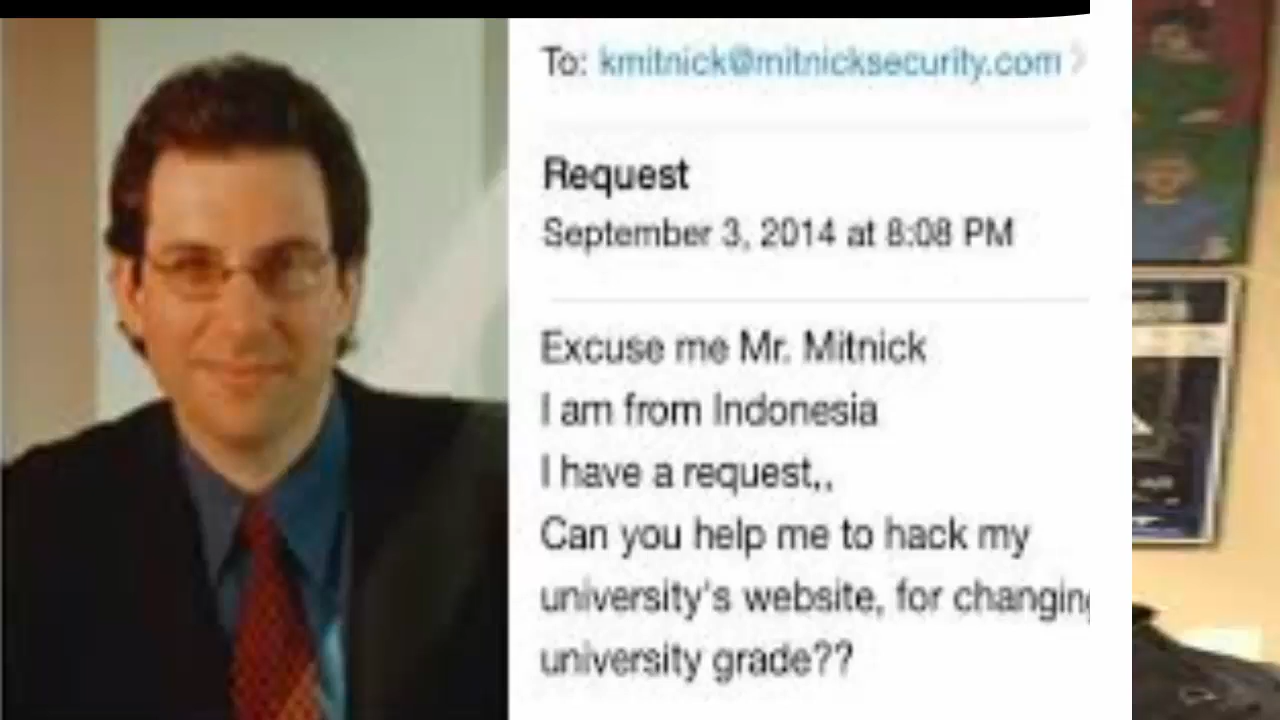 To: kmitnick@mitnicksecurity.com
Request
September 3, 2014 at 8:08 PM
Excuse me Mr. Mitnick
I am from Indonesia
I have a request,,
Can you help me to hack my
university's website, for changing
university grade??